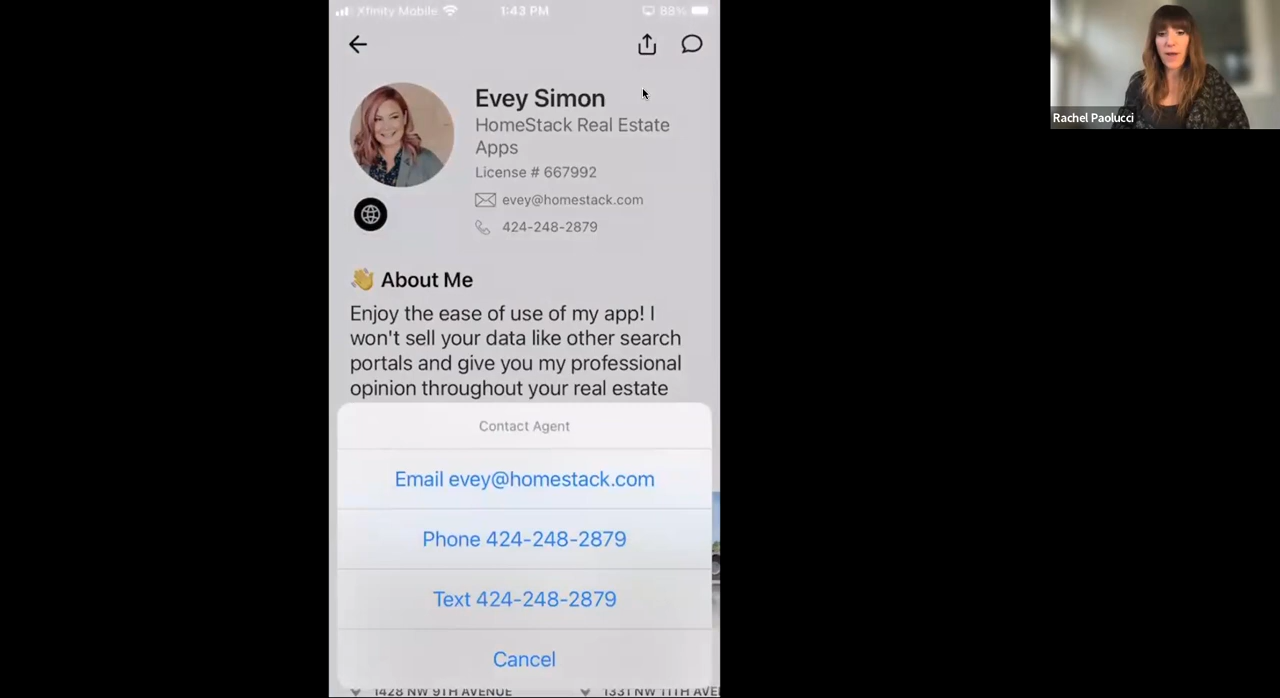 Xfinity Mobile 1:43 PM 89%
Evey Simon
HomeStack Real Estate
Apps
License # 667992
evey@homestack.com
424-248-2879
👋 About Me
Enjoy the ease of use of my app! I
won't sell your data like other search
portals and give you my professional
opinion throughout your real estate
Contact Agent
Email evey@homestack.com
Phone 424-248-2879
Text 424-248-2879
Cancel
1428 NW 9TH AVENUE
1331 NW 11TH AVE
Rachel Paolucci